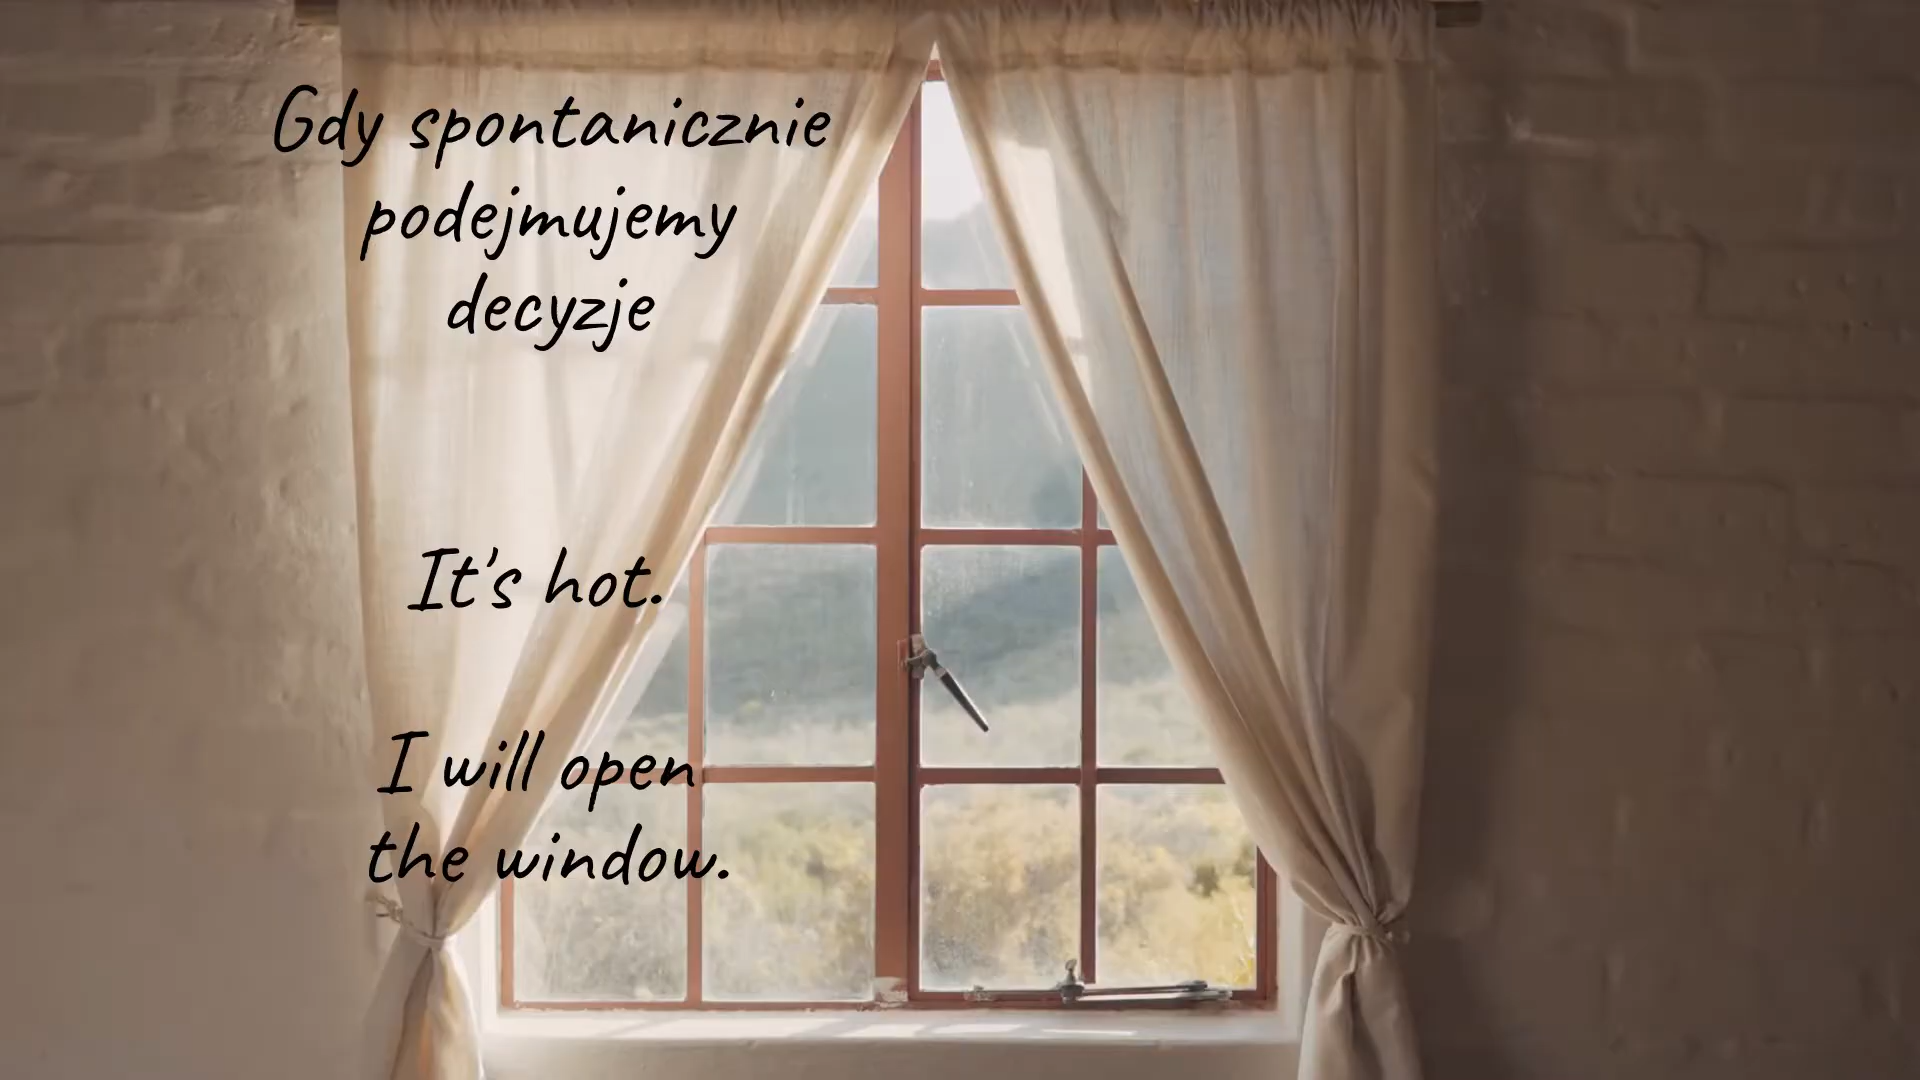 Gdy spontanicznie
podejmujemy
decyzje
It's hot.
I will open
the window.